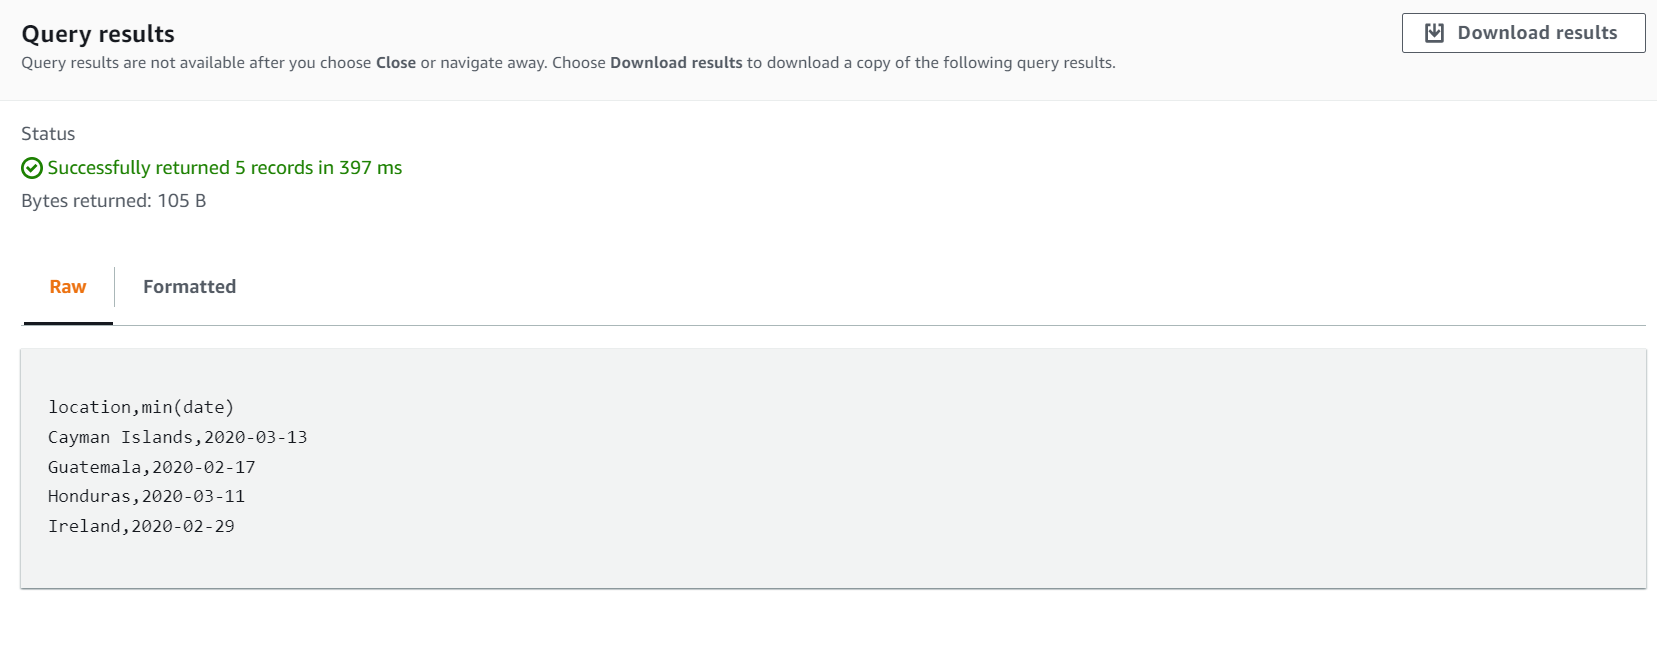 Query results
Download results
Query results are not available after you choose Close or navigate away. Choose Download results to download a copy of the following query results.
Status
Successfully returned 5 records in 397 ms
Bytes returned: 105 B
Raw
Formatted
location,min(date)
Cayman Islands,2020-03-13
Guatemala,2020-02-17
Honduras,2020-03-11
Ireland,2020-02-29